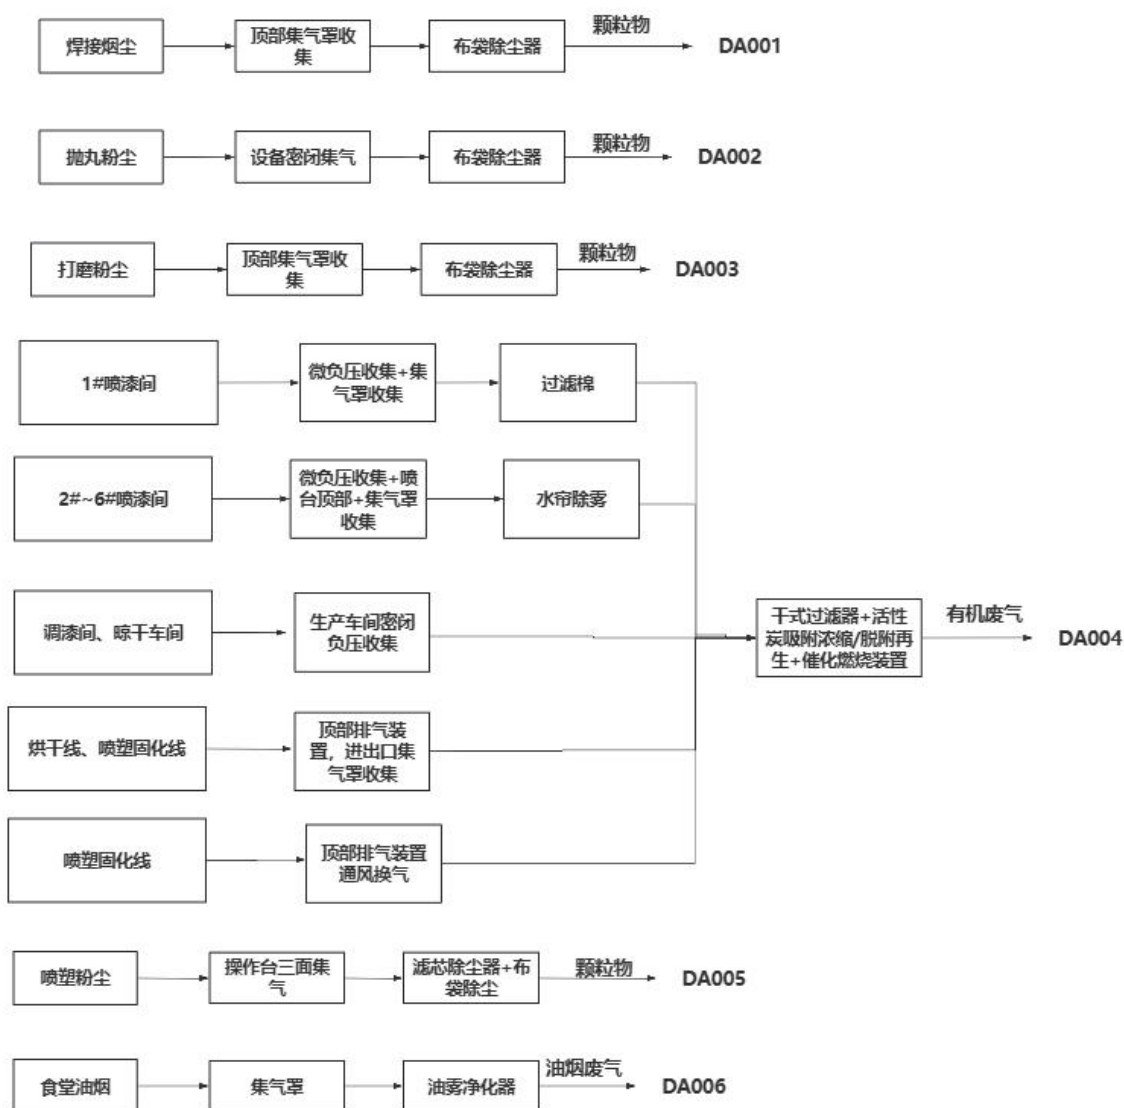 焊接烟尘
顶部集气罩收
集
布袋除尘器
颗粒物
DA001
抛丸粉尘
设备密闭集气
布袋除尘器
颗粒物
DA002
打磨粉尘
顶部集气罩收
集
布袋除尘器
颗粒物
DA003
1#喷漆间
微负压收集+集
气罩收集
过滤棉
2#~6#喷漆间
微负压收集+喷
台顶部+集气罩
收集
水帘除雾
调漆间、晾干车间
生产车间密闭
负压收集
烘干线、喷塑固化线
顶部排气装
置，进出口集
气罩收集
喷塑固化线
顶部排气装置
通风换气
干式过滤器+活性
炭吸附浓缩/脱附再
生+催化燃烧装置
有机废气
DA004
喷塑粉尘
操作台三面集
气
滤芯除尘器+布
袋除尘
颗粒物
DA005
食堂油烟
集气罩
油雾净化器
油烟废气
DA006